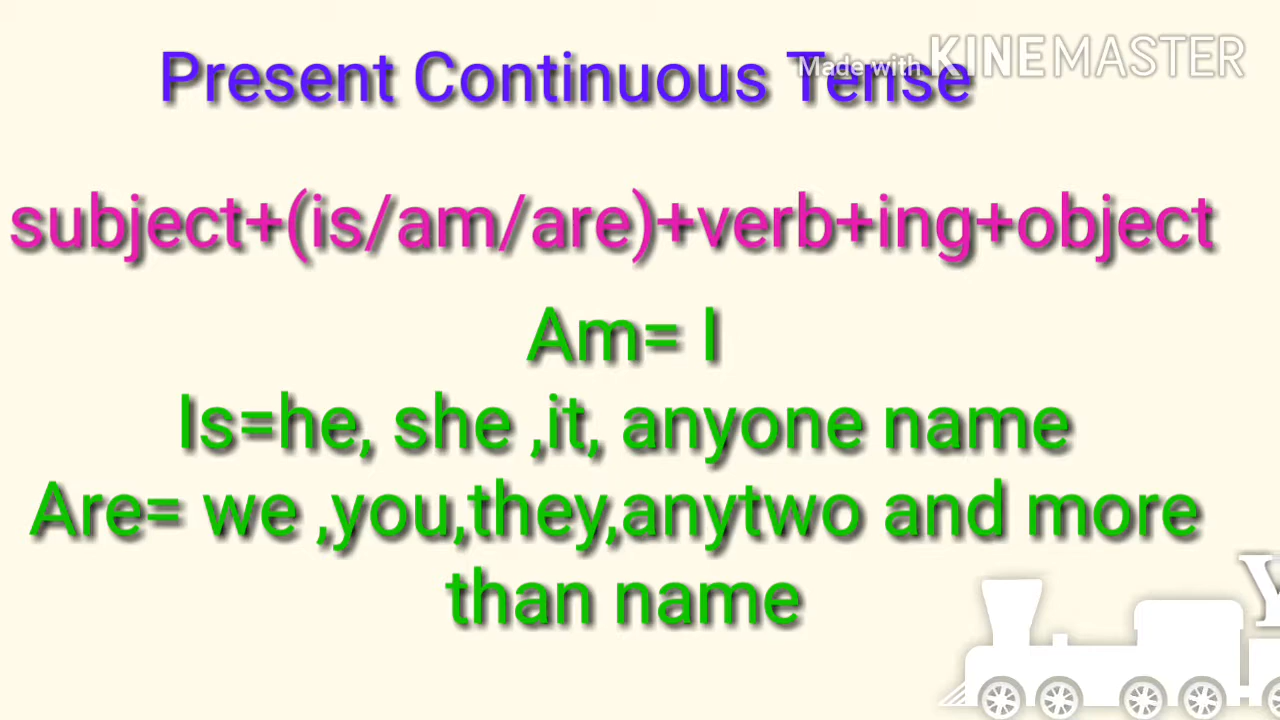 Present Continuous Tense
Made with KINEMASTER
subject+(is/am/are)+verb+ing+object
Am= I
Is=he, she ,it, anyone name
Are= we ,you,they,anytwo and more
than name
Y